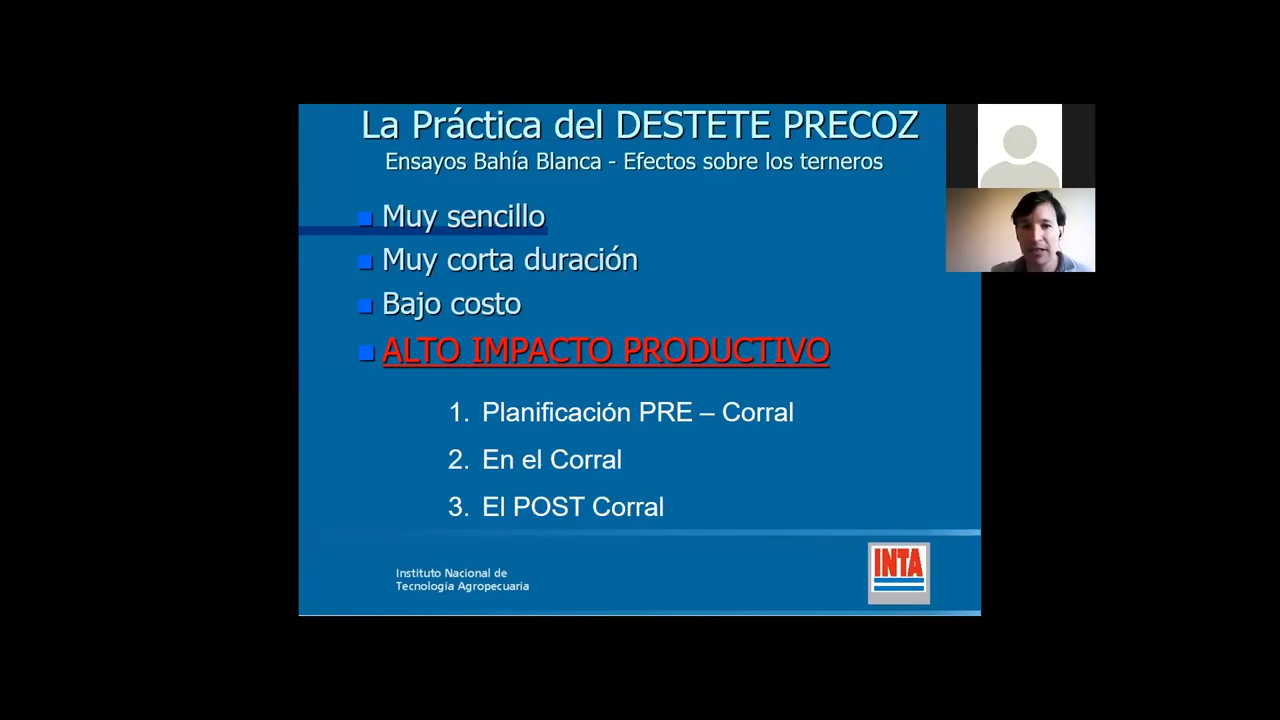 La Práctica del DESTETE PRECOZ
Ensayos Bahía Blanca - Efectos sobre los terneros
Muy sencillo
Muy corta duración
Bajo costo
ALTO IMPACTO PRODUCTIVO
1. Planificación PRE – Corral
2. En el Corral
3. El POST Corral
Instituto Nacional de
Tecnología Agropecuaria
INTA